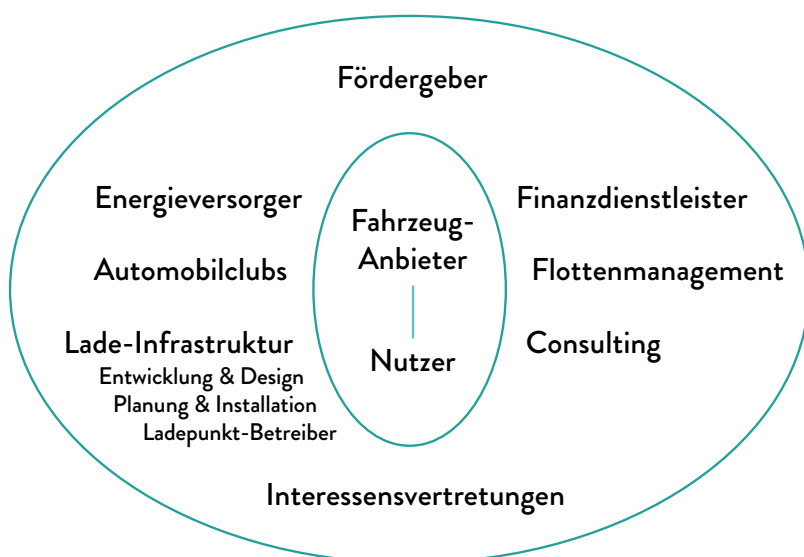 Fördergeber
Energieversorger
Automobilclubs
Lade-Infrastruktur
Entwicklung & Design
Planung & Installation
Ladepunkt-Betreiber
Fahrzeug-
Anbieter
Nutzer
Finanzdienstleister
Flottenmanagement
Consulting
Interessensvertretungen